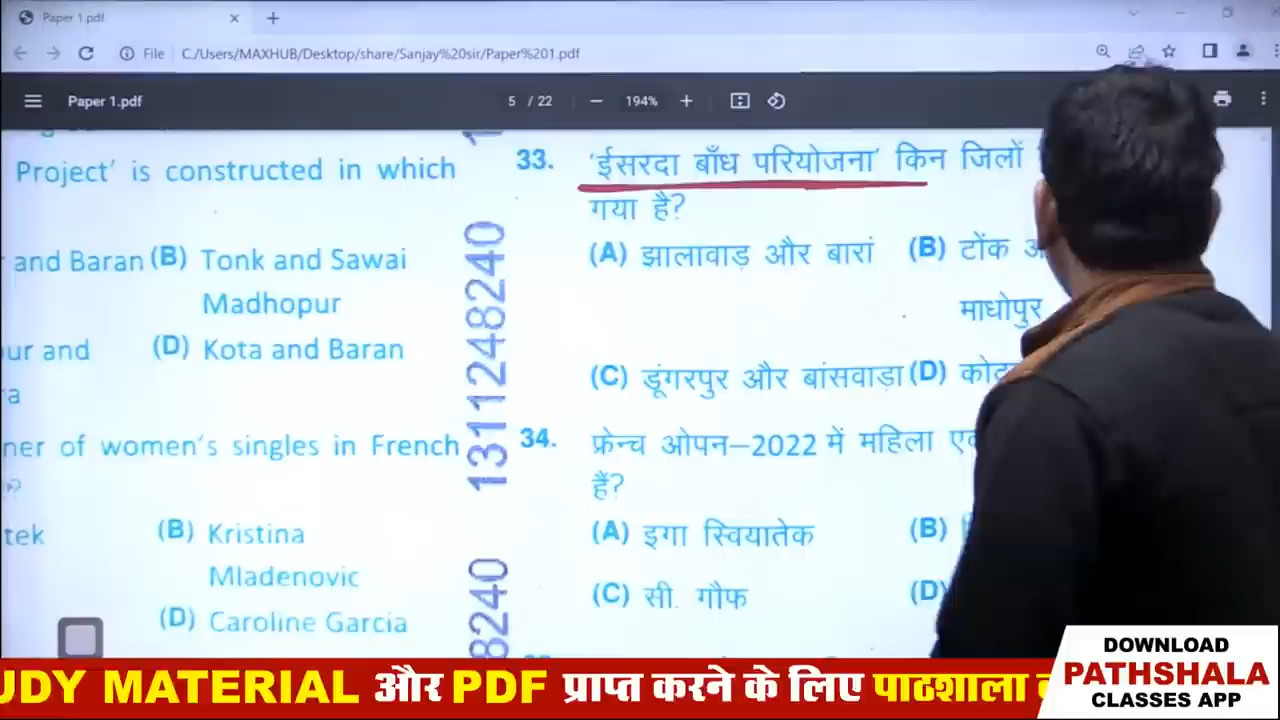 Paper 1.pdf
File C:/Users/MAXHUB/Desktop/share/Sanjay%20sir/Paper%201.pdf
Paper 1.pdf 5 / 22 194%
Project' is constructed in which
and Baran (B) Tonk and Sawai
Madhopur
ur and (D) Kota and Baran
a
ner of women's singles in French
?
tek (B) Kristina
Mladenovic
(D) Caroline Garcia
13111248240
8240
33. 'ईसरदा बाँध परियोजना' किन जिलों
गया है?
(A) झालावाड़ और बारां (B) टोंक
माधोपुर
(C) डूंगरपुर और बांसवाड़ा (D)
34. फ्रेन्च ओपन–2022 में महिला
हैं?
(A) इगा स्वियातेक (B)
(C) सी. गौफ (D)
UDY MATERIAL और PDF प्राप्त करने के लिए पाठशाला
DOWNLOAD
PATHSHALA
CLASSES APP